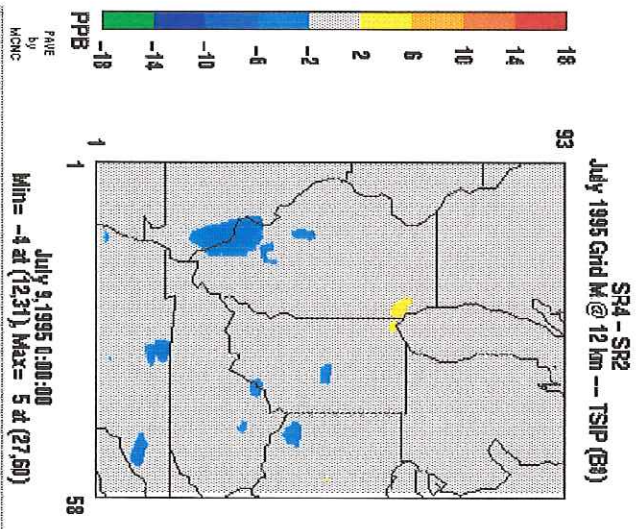 SR4 - SR2
July 1995 Grid M @ 12 km --- TSIP (B8)
18
14
10
6
2
-2
-6
-10
-14
-18
PPB
PAVE
by
MCNC
93
1
1
58
July 9,1995 0:00:00
Min= -4 at (12,31), Max= 5 at (27,60)